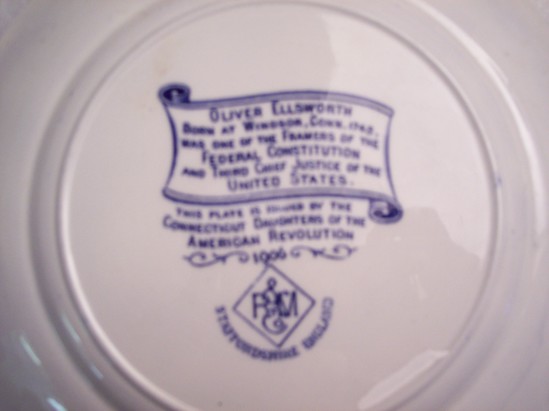 OLIVER ELLSWORTH
BORN AT WINDSOR, CONN. 1745,
WAS ONE OF THE FRAMERS OF THE
FEDERAL CONSTITUTION
AND THIRD CHIEF JUSTICE OF THE
UNITED STATES.
THIS PLATE IS ISSUED BY THE
CONNECTICUT DAUGHTERS OF THE
AMERICAN REVOLUTION
1906
R&M
Co
STAFFORDSHIRE ENGLAND